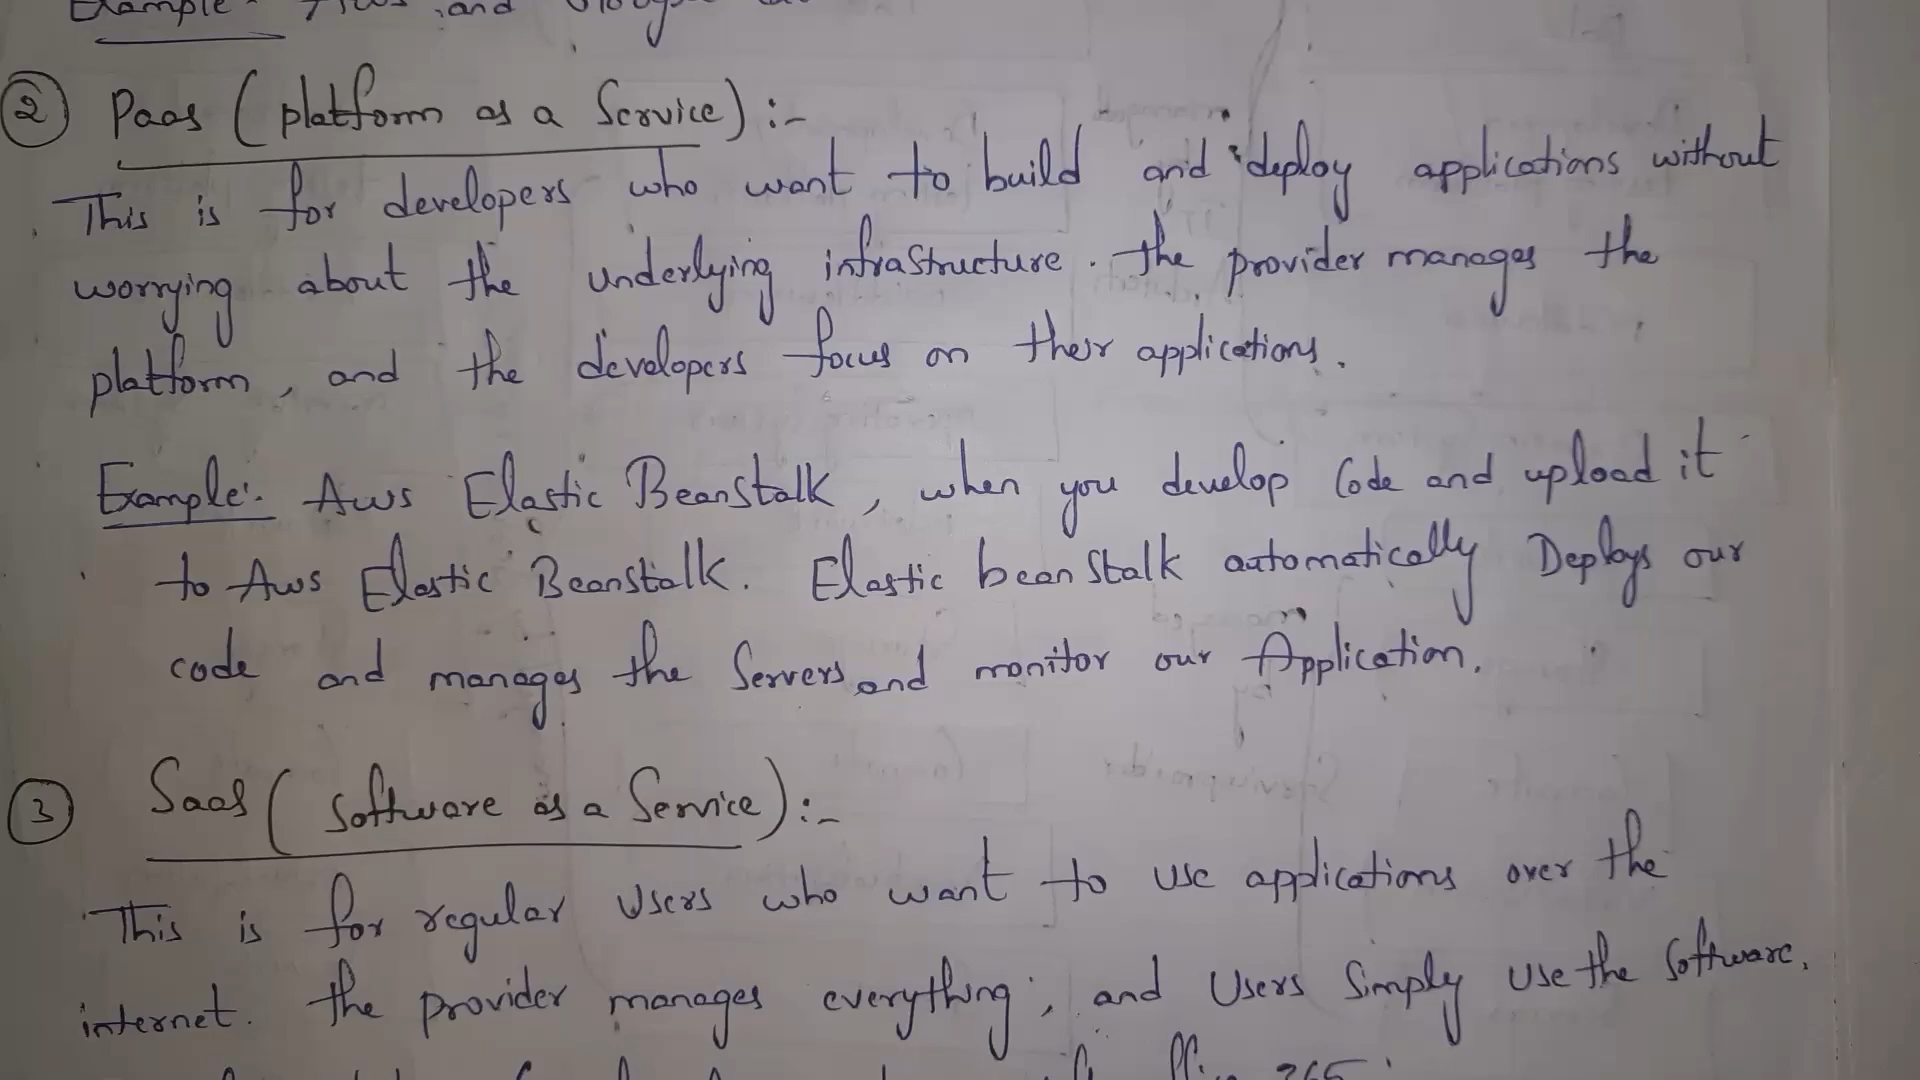 Example - Aws and
② Paas (platform as a Service) :-
This is for developers who want to build and deploy applications without
worrying about the underlying infrastructure. the provider manages the
platform, and the developers focus on their applications.
Example:- Aws Elastic BeanStalk, when you develop Code and upload it
to Aws Elastic Beanstalk. Elastic bean Stalk automatically Deploys our
code and manages the Servers and monitor our Application.
③ Saas (Software as a Service) :-
This is for regular Users who want to use applications over the
internet. the provider manages everything, and Users Simply Use the Software.
365